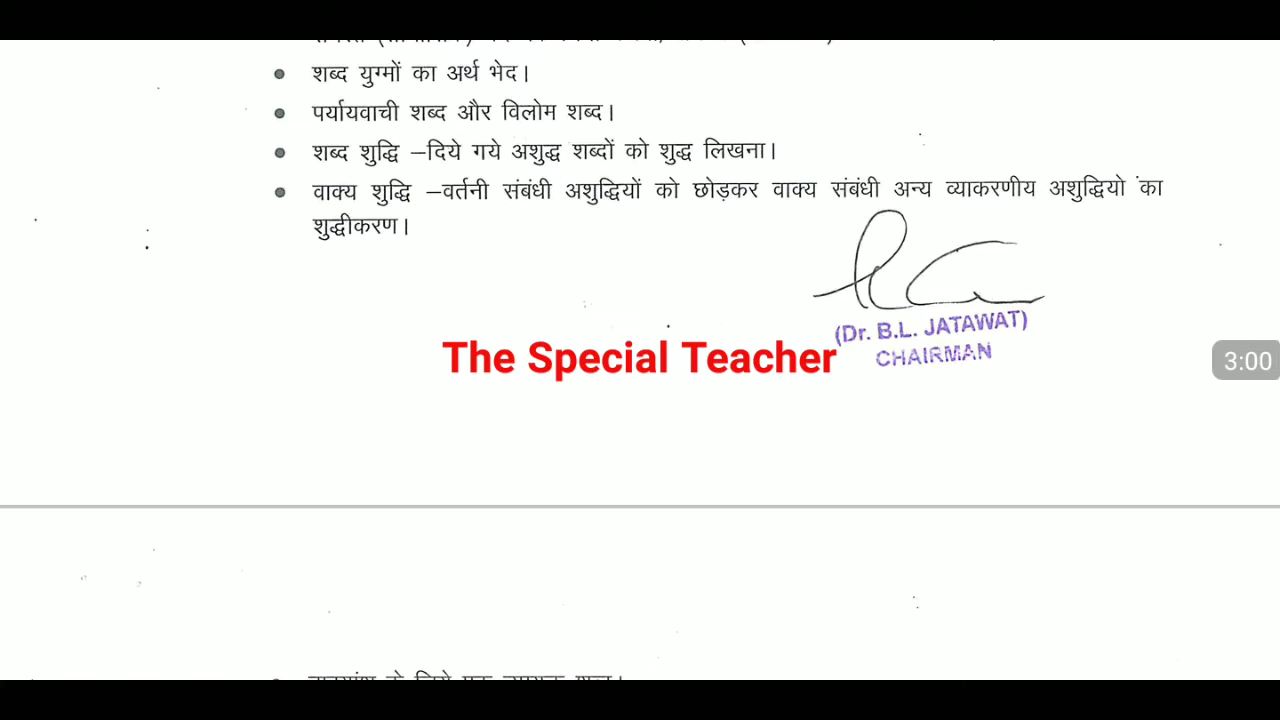 • शब्द युग्मों का अर्थ भेद।
• पर्यायवाची शब्द और विलोम शब्द।
• शब्द शुद्धि –दिये गये अशुद्ध शब्दों को शुद्ध लिखना।
• वाक्य शुद्धि –वर्तनी संबंधी अशुद्धियों को छोड़कर वाक्य संबंधी अन्य व्याकरणीय अशुद्धियो का
शुद्धीकरण।
(Dr. B.L. JATAWAT)
The Special Teacher
CHAIRMAN
3:00